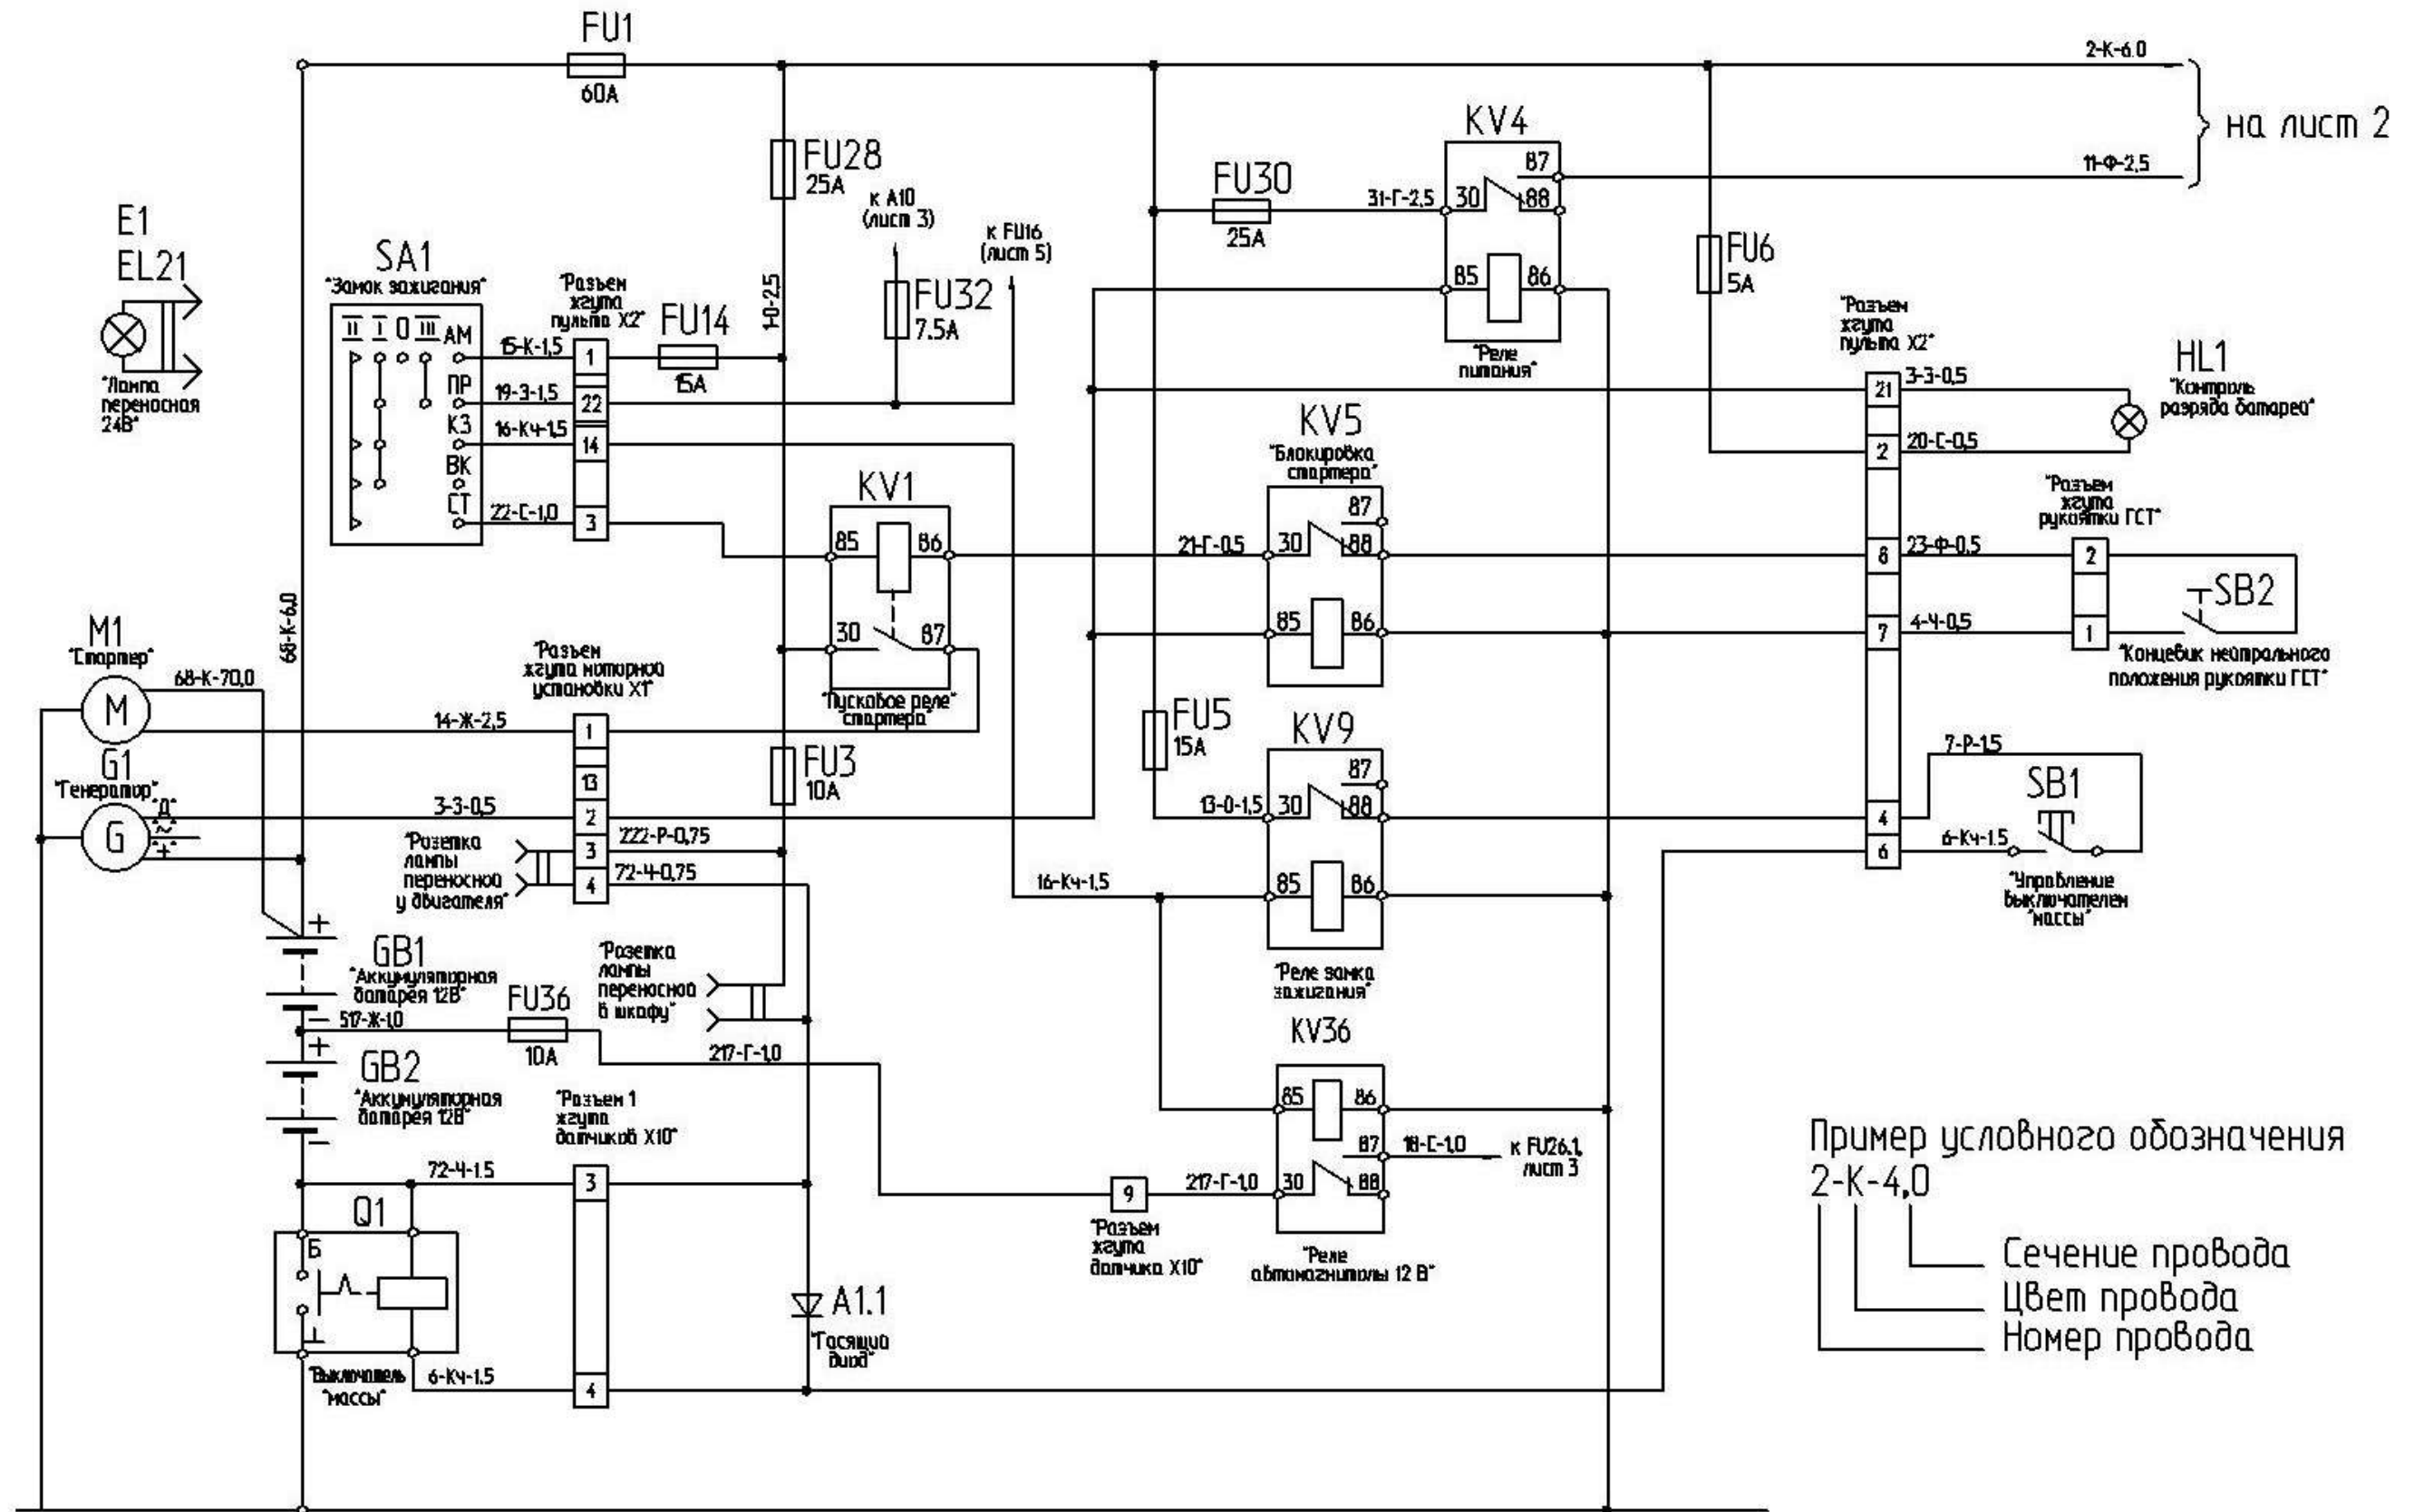 FU1
60А
2-К-6.0
на лист 2
11-Ф-2,5
KV4
87
30
88
85
86
"Реле
питания"
FU28
25А
FU30
25А
31-Г-2,5
к А10
(лист 3)
к FU16
(лист 5)
FU32
7.5А
FU6
5А
1-О-2,5
E1
EL21
"Лампа
переносная
24В"
SA1
"Замок зажигания"
II I 0 III
АМ
ПР
КЗ
ВК
СТ
15-К-1,5
19-З-1,5
16-Кч-1,5
22-С-1,0
"Разъем
жгута
пульта Х2"
1
22
14
3
FU14
15А
"Разъем
жгута
пульта Х2"
21
2
8
7
4
6
3-З-0,5
20-С-0,5
23-Ф-0,5
4-Ч-0,5
HL1
"Контроль
разряда батарей"
"Разъем
жгута
рукоятки ГСТ"
2
1
SB2
"Концевик нейтрального
положения рукоятки ГСТ"
KV5
"Блокировка
стартера"
87
30
88
85
86
21-Г-0,5
KV1
85
86
30
87
"Пусковое реле"
стартера"
68-К-6,0
M1
"Стартер"
M
68-К-70,0
14-Ж-2,5
G1
"Генератор"
"Д"
"~"
"+"
G
3-З-0,5
"Разъем
жгута моторной
установки Х1"
1
13
2
3
4
222-Р-0,75
72-Ч-0,75
"Розетка
лампы
переносной
у двигателя"
FU3
10А
FU5
15А
KV9
87
13-О-1,5
30
88
85
86
16-Кч-1,5
"Реле замка
зажигания"
7-Р-1,5
SB1
6-Кч-1.5
"Управление
выключателем
"массы"
+
GB1
"Аккумуляторная
батарея 12В"
−
517-Ж-1,0
FU36
10А
"Розетка
лампы
переносной
в шкафу"
217-Г-1,0
+
GB2
"Аккумуляторная
батарея 12В"
−
"Разъем 1
жгута
датчиков Х10"
3
4
72-Ч-1.5
6-Кч-1.5
Q1
Б
⊥
"Выключатель
"массы"
A1.1
"Гасящий
диод"
KV36
85
86
87
30
88
18-С-1,0
к FU26.1,
лист 3
9
217-Г-1,0
"Разъем
жгута
датчика Х10"
"Реле
автомагнитолы 12 В"
Пример условного обозначения
2-К-4,0
Сечение провода
Цвет провода
Номер провода